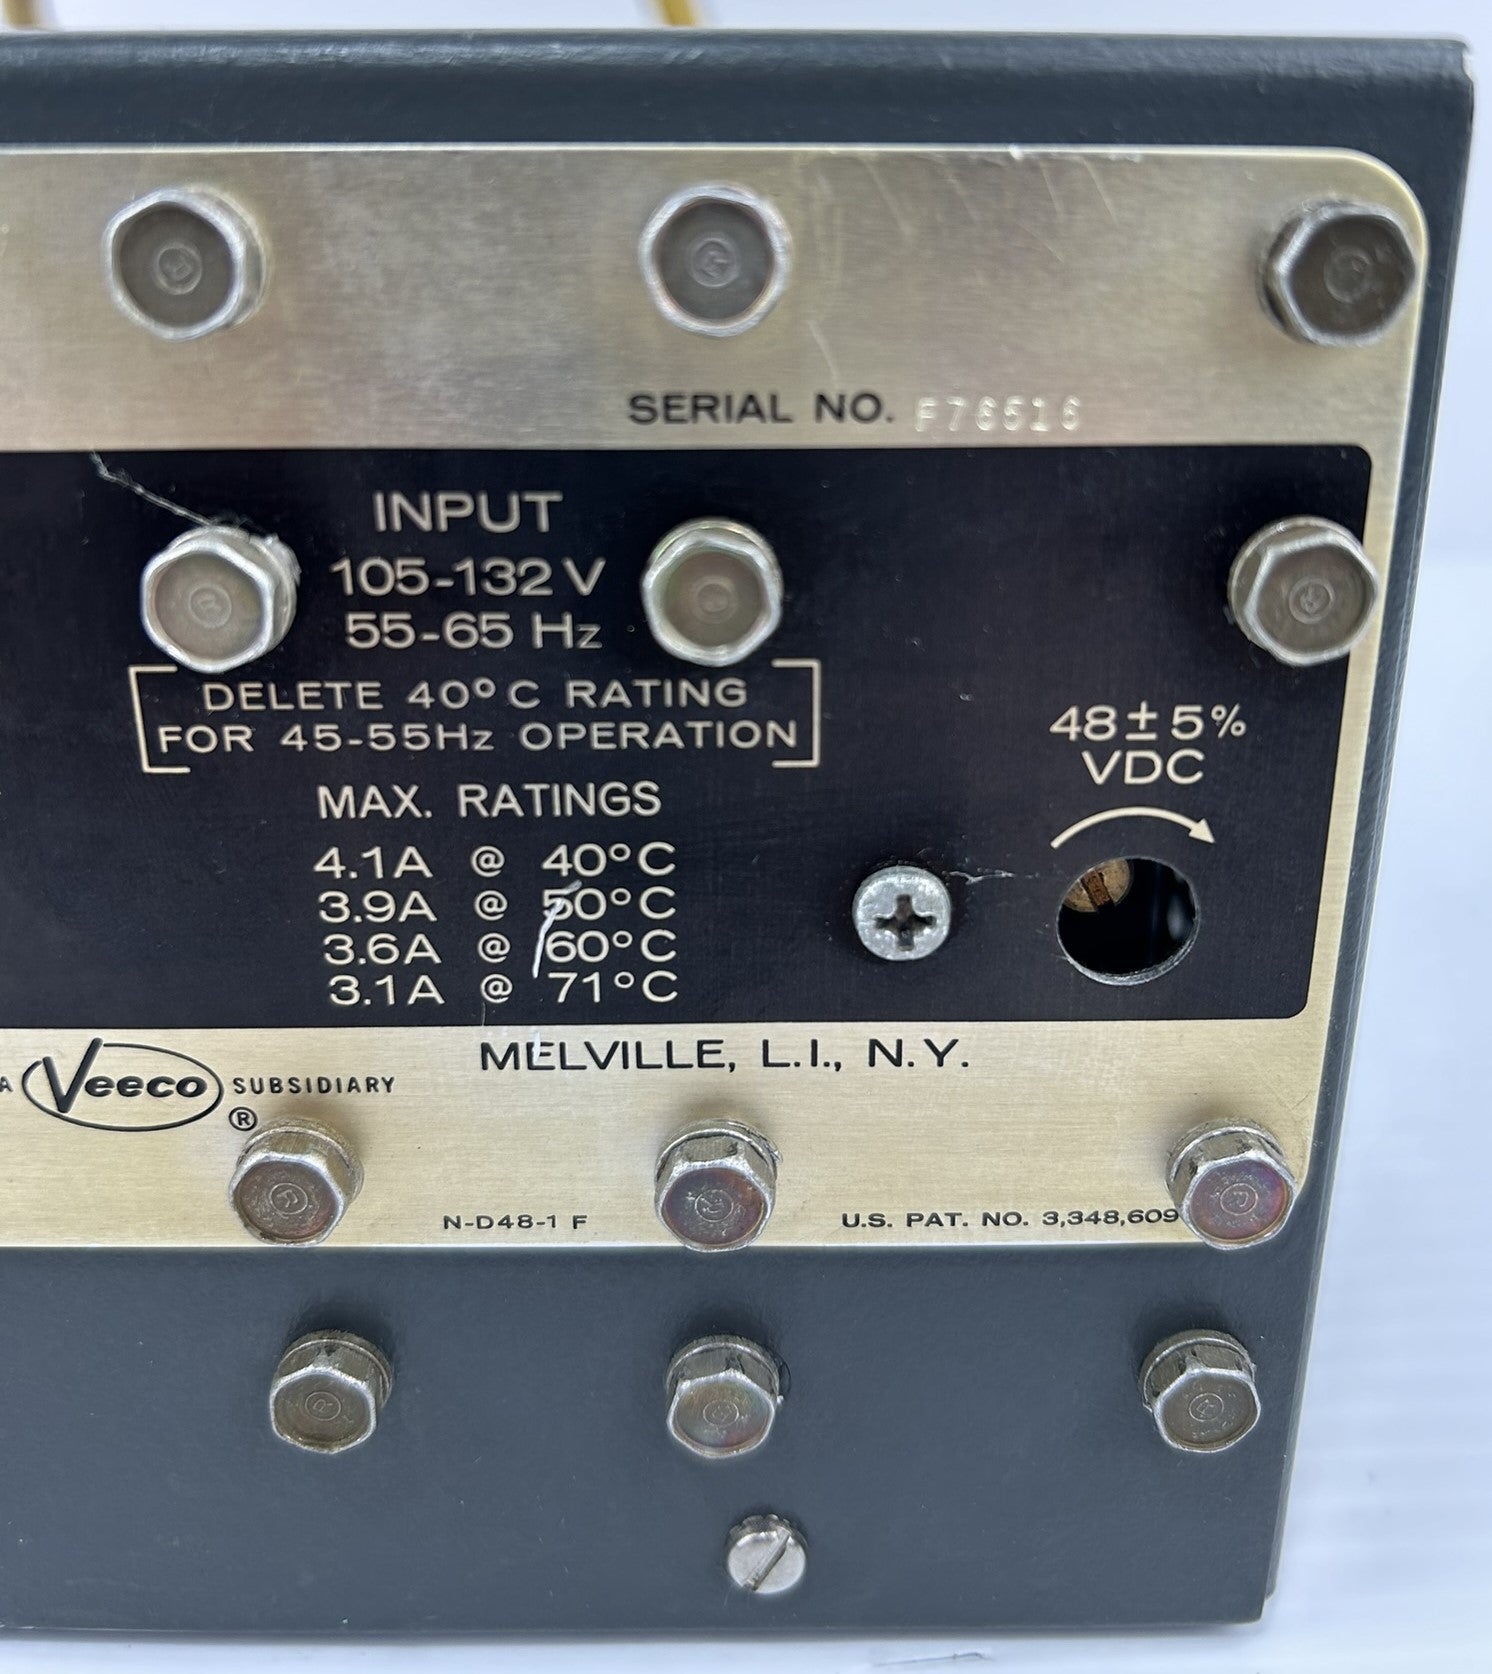 SERIAL NO. F76516
INPUT
105-132 V
55-65 Hz
DELETE 40°C RATING
FOR 45-55Hz OPERATION
48 ± 5%
VDC
MAX. RATINGS
4.1A @ 40°C
3.9A @ 50°C
3.6A @ 60°C
3.1A @ 71°C
MELVILLE, L.I., N.Y.
A Veeco SUBSIDIARY
®
N-D48-1 F
U.S. PAT. NO. 3,348,609